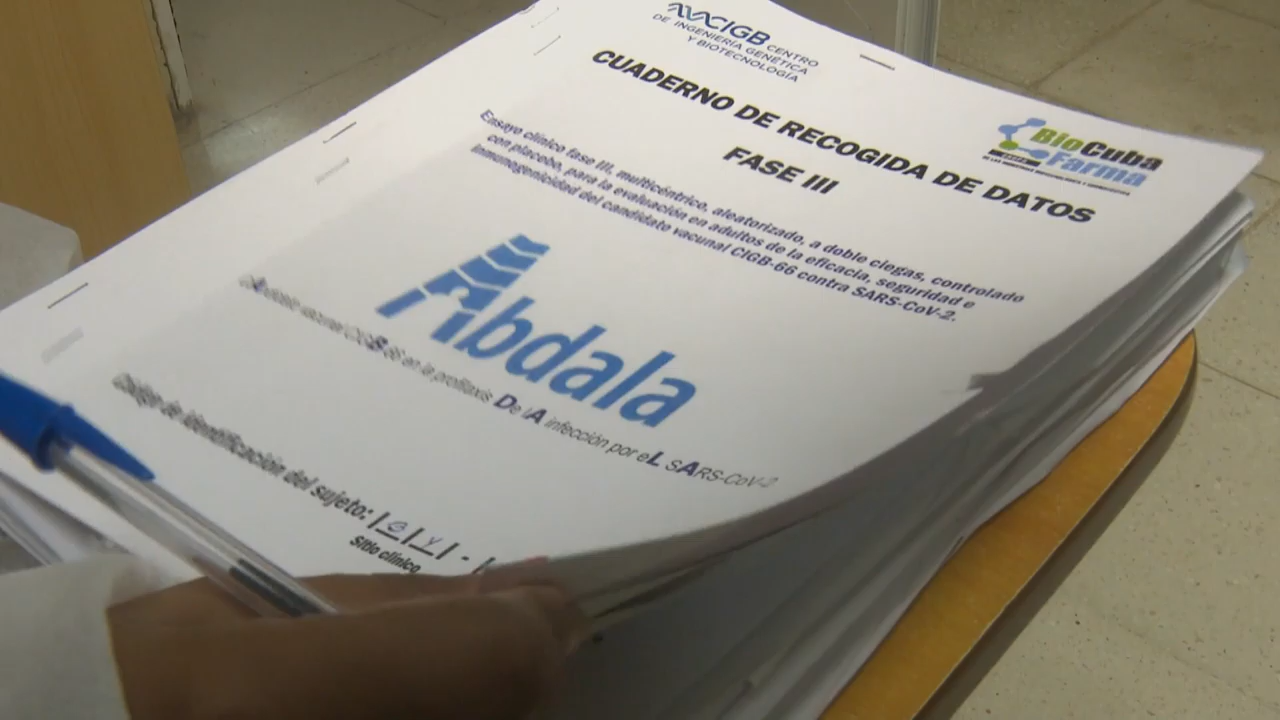 CIGB CENTRO
DE INGENIERÍA GENÉTICA
Y BIOTECNOLOGÍA
CUADERNO DE RECOGIDA DE DATOS
FASE III
BioCuba
Farma
Ensayo clínico fase III, multicéntrico, aleatorizado, a doble ciegas, controlado
con placebo, para la evaluación en adultos de la eficacia, seguridad e
inmunogenicidad del candidato vacunal CIGB-66 contra SARS-CoV-2.
Abdala
vacunal CIGB-66 en la profilaxis De lA infección por eL SARS-CoV-2
Código de identificación del sujeto:
Sitio clínico